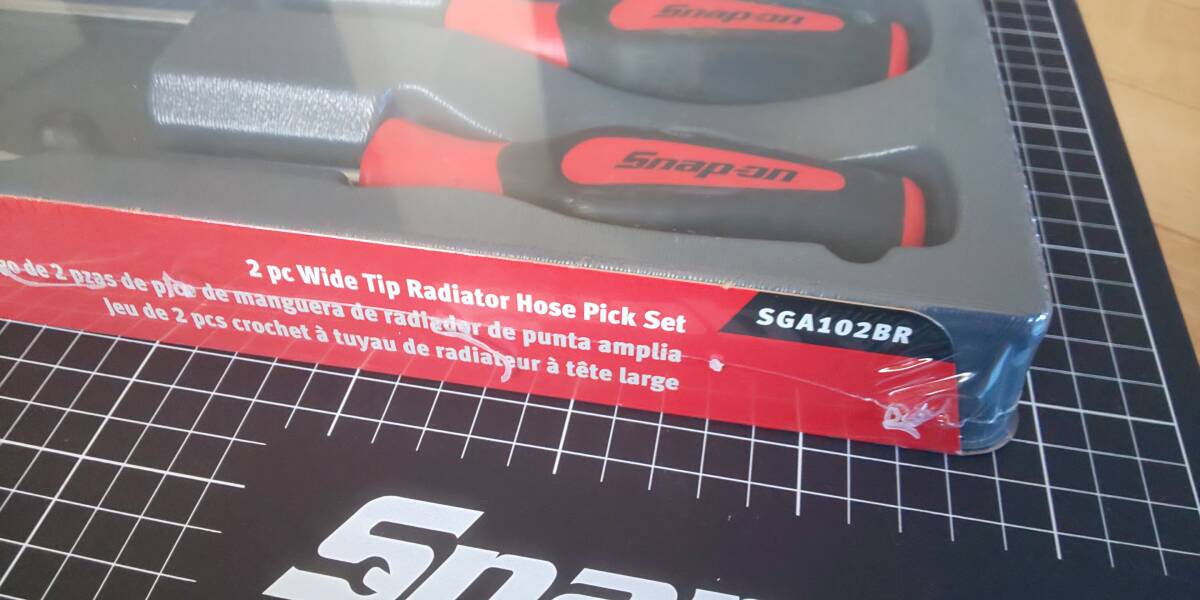 Snap-on
Snap-on
2 pc Wide Tip Radiator Hose Pick Set
SGA102BR
de 2 pzas de pico de manguera de radiador de punta amplia
Jeu de 2 pcs crochet à tuyau de radiateur à tête large
Snap